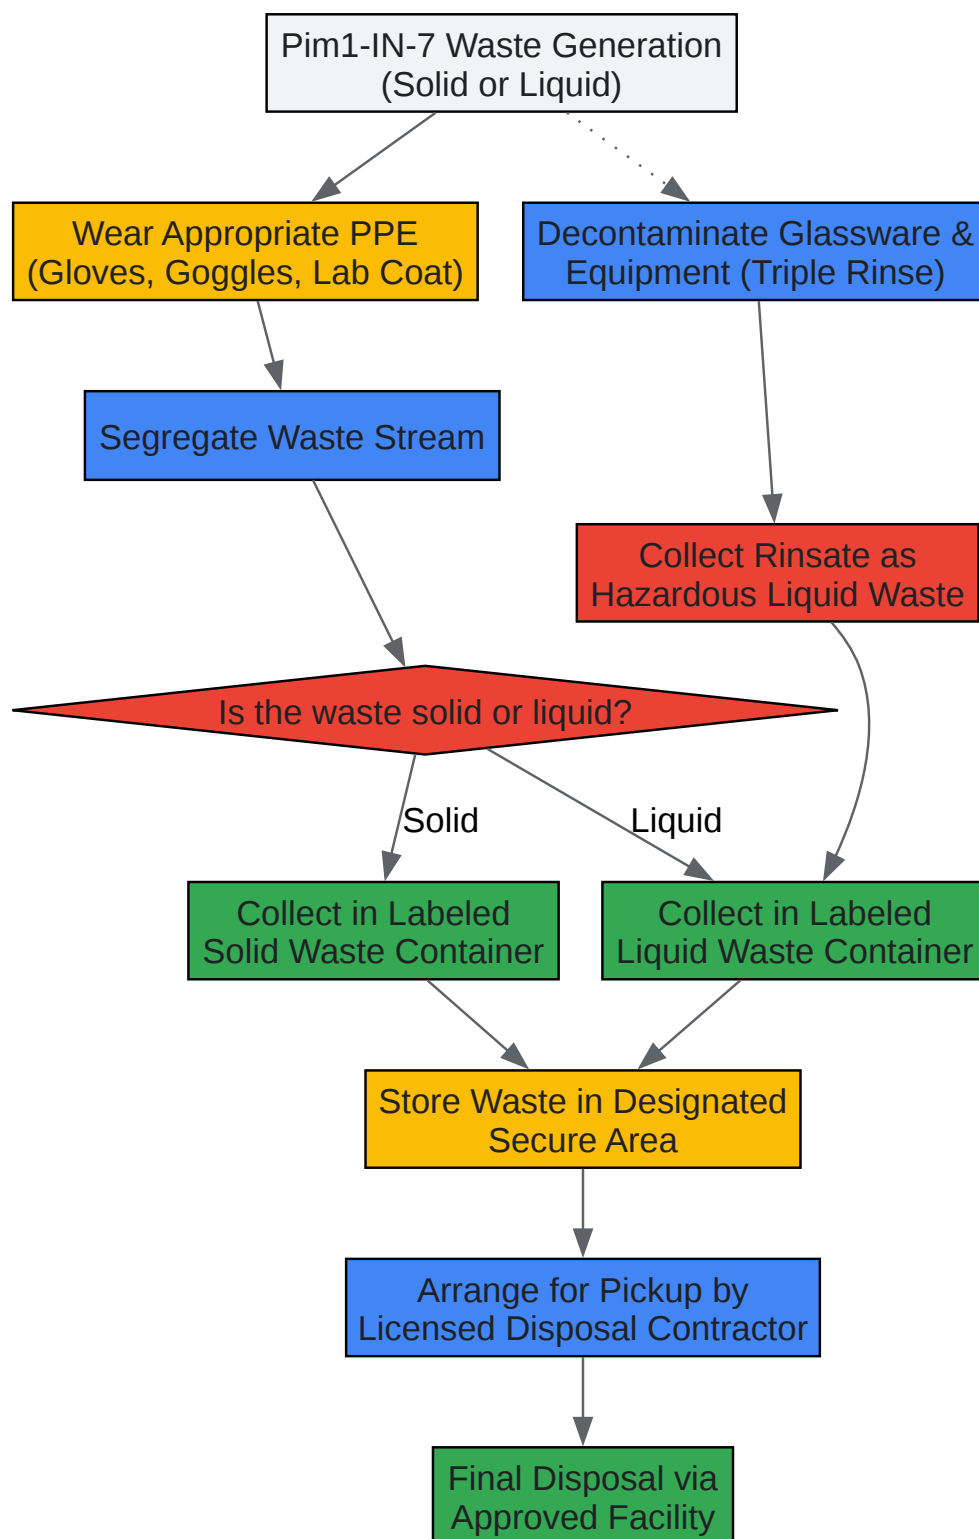 Pim1-IN-7 Waste Generation
(Solid or Liquid)
Wear Appropriate PPE
(Gloves, Goggles, Lab Coat)
Decontaminate Glassware &
Equipment (Triple Rinse)
Segregate Waste Stream
Collect Rinsate as
Hazardous Liquid Waste
Is the waste solid or liquid?
Solid
Liquid
Collect in Labeled
Solid Waste Container
Collect in Labeled
Liquid Waste Container
Store Waste in Designated
Secure Area
Arrange for Pickup by
Licensed Disposal Contractor
Final Disposal via
Approved Facility